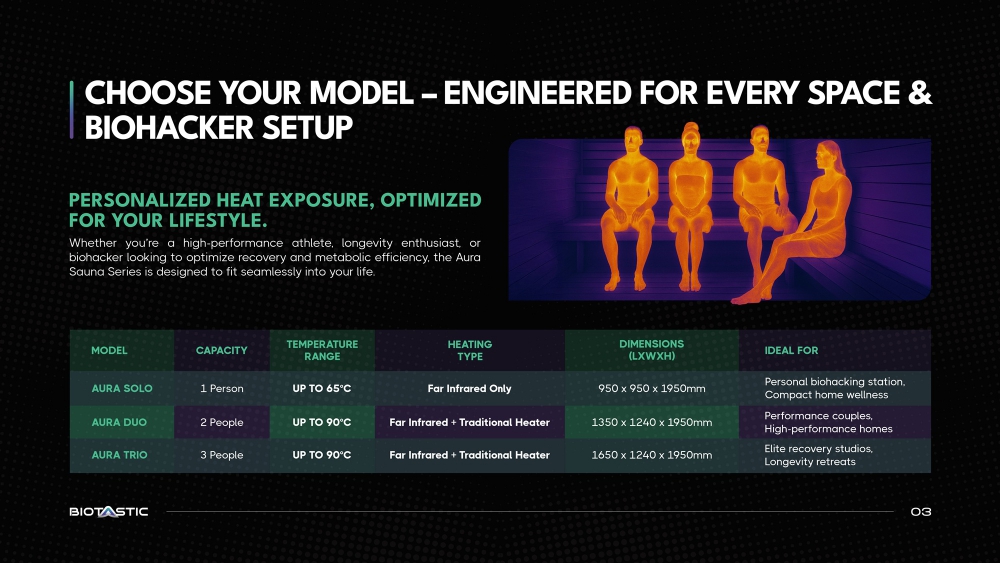 CHOOSE YOUR MODEL – ENGINEERED FOR EVERY SPACE &
BIOHACKER SETUP
PERSONALIZED HEAT EXPOSURE, OPTIMIZED
FOR YOUR LIFESTYLE.
Whether you're a high-performance athlete, longevity enthusiast, or
biohacker looking to optimize recovery and metabolic efficiency, the Aura
Sauna Series is designed to fit seamlessly into your life.
MODEL CAPACITY TEMPERATURE RANGE HEATING TYPE DIMENSIONS (LXWXH) IDEAL FOR
AURA SOLO 1 Person UP TO 65°C Far Infrared Only 950 x 950 x 1950mm Personal biohacking station, Compact home wellness
AURA DUO 2 People UP TO 90°C Far Infrared + Traditional Heater 1350 x 1240 x 1950mm Performance couples, High-performance homes
AURA TRIO 3 People UP TO 90°C Far Infrared + Traditional Heater 1650 x 1240 x 1950mm Elite recovery studios, Longevity retreats
BIOTASTIC 03